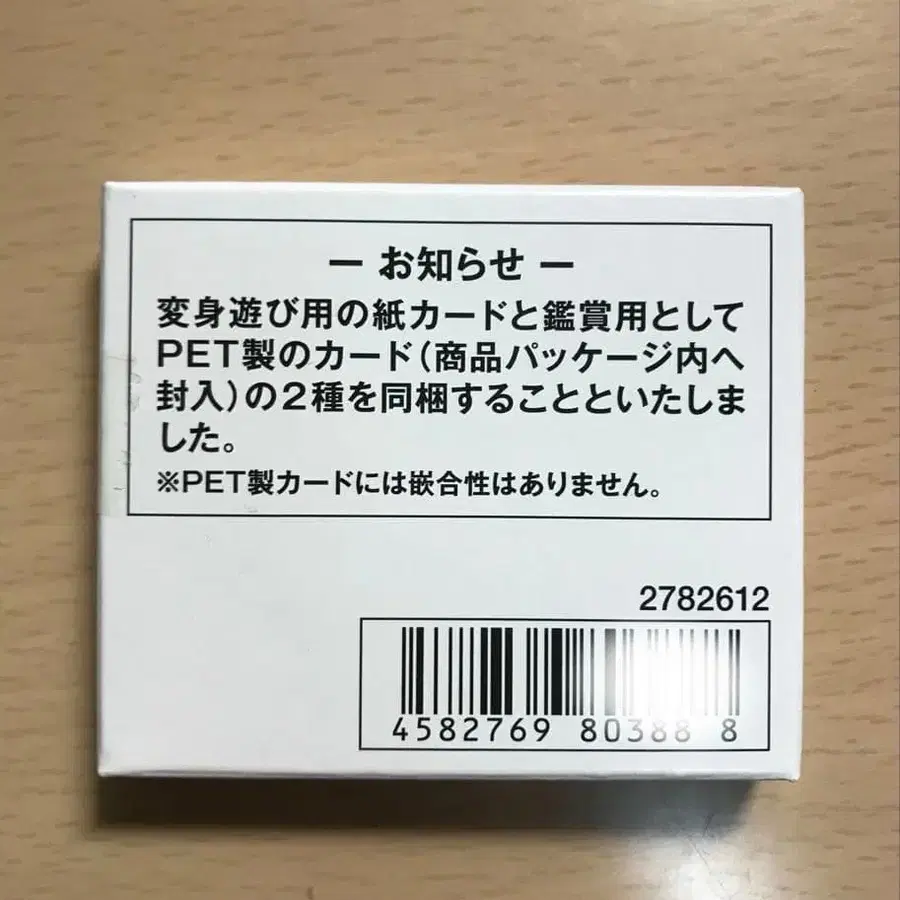 ー お知らせ ー
変身遊び用の紙カードと鑑賞用として
PET製のカード（商品パッケージ内へ
封入）の２種を同梱することといたしま
した。
※PET製カードには嵌合性はありません。
2782612
4582769 80388 8